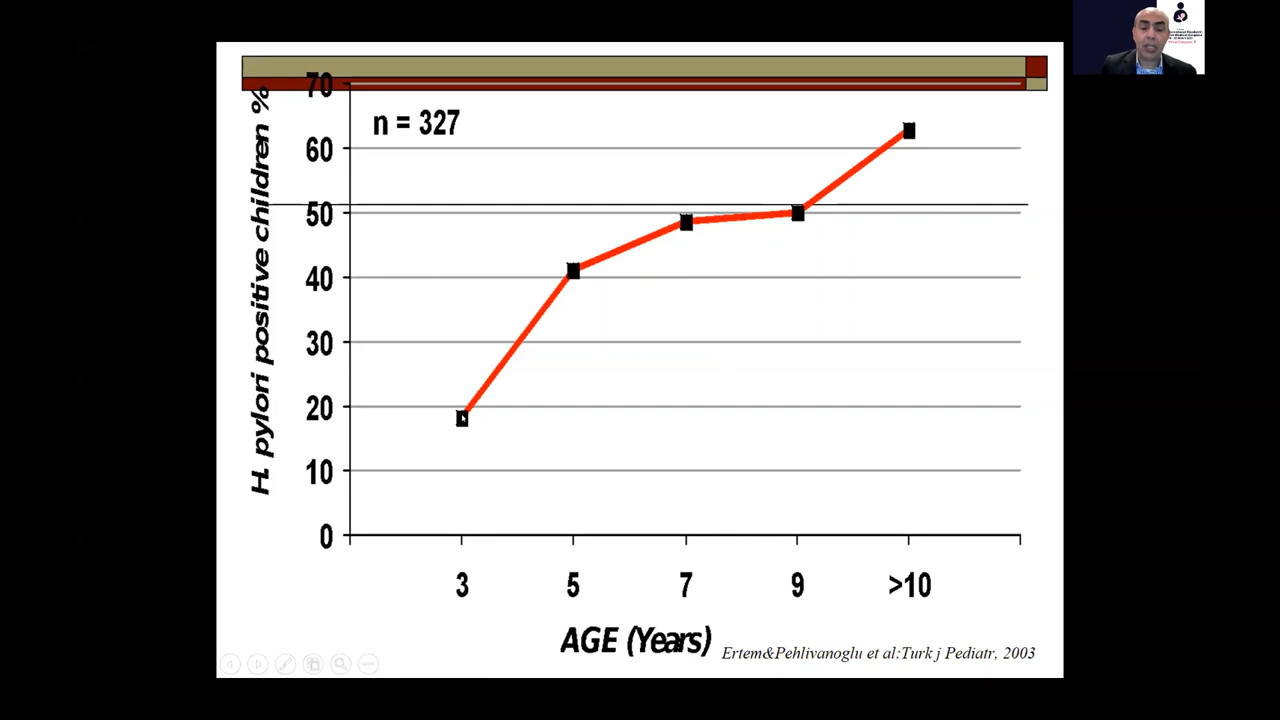 70
n = 327
60
50
40
30
20
10
0
H. pylori positive children %
3 5 7 9 >10
AGE (Years)
Ertem&Pehlivanoglu et al:Turk j Pediatr, 2003